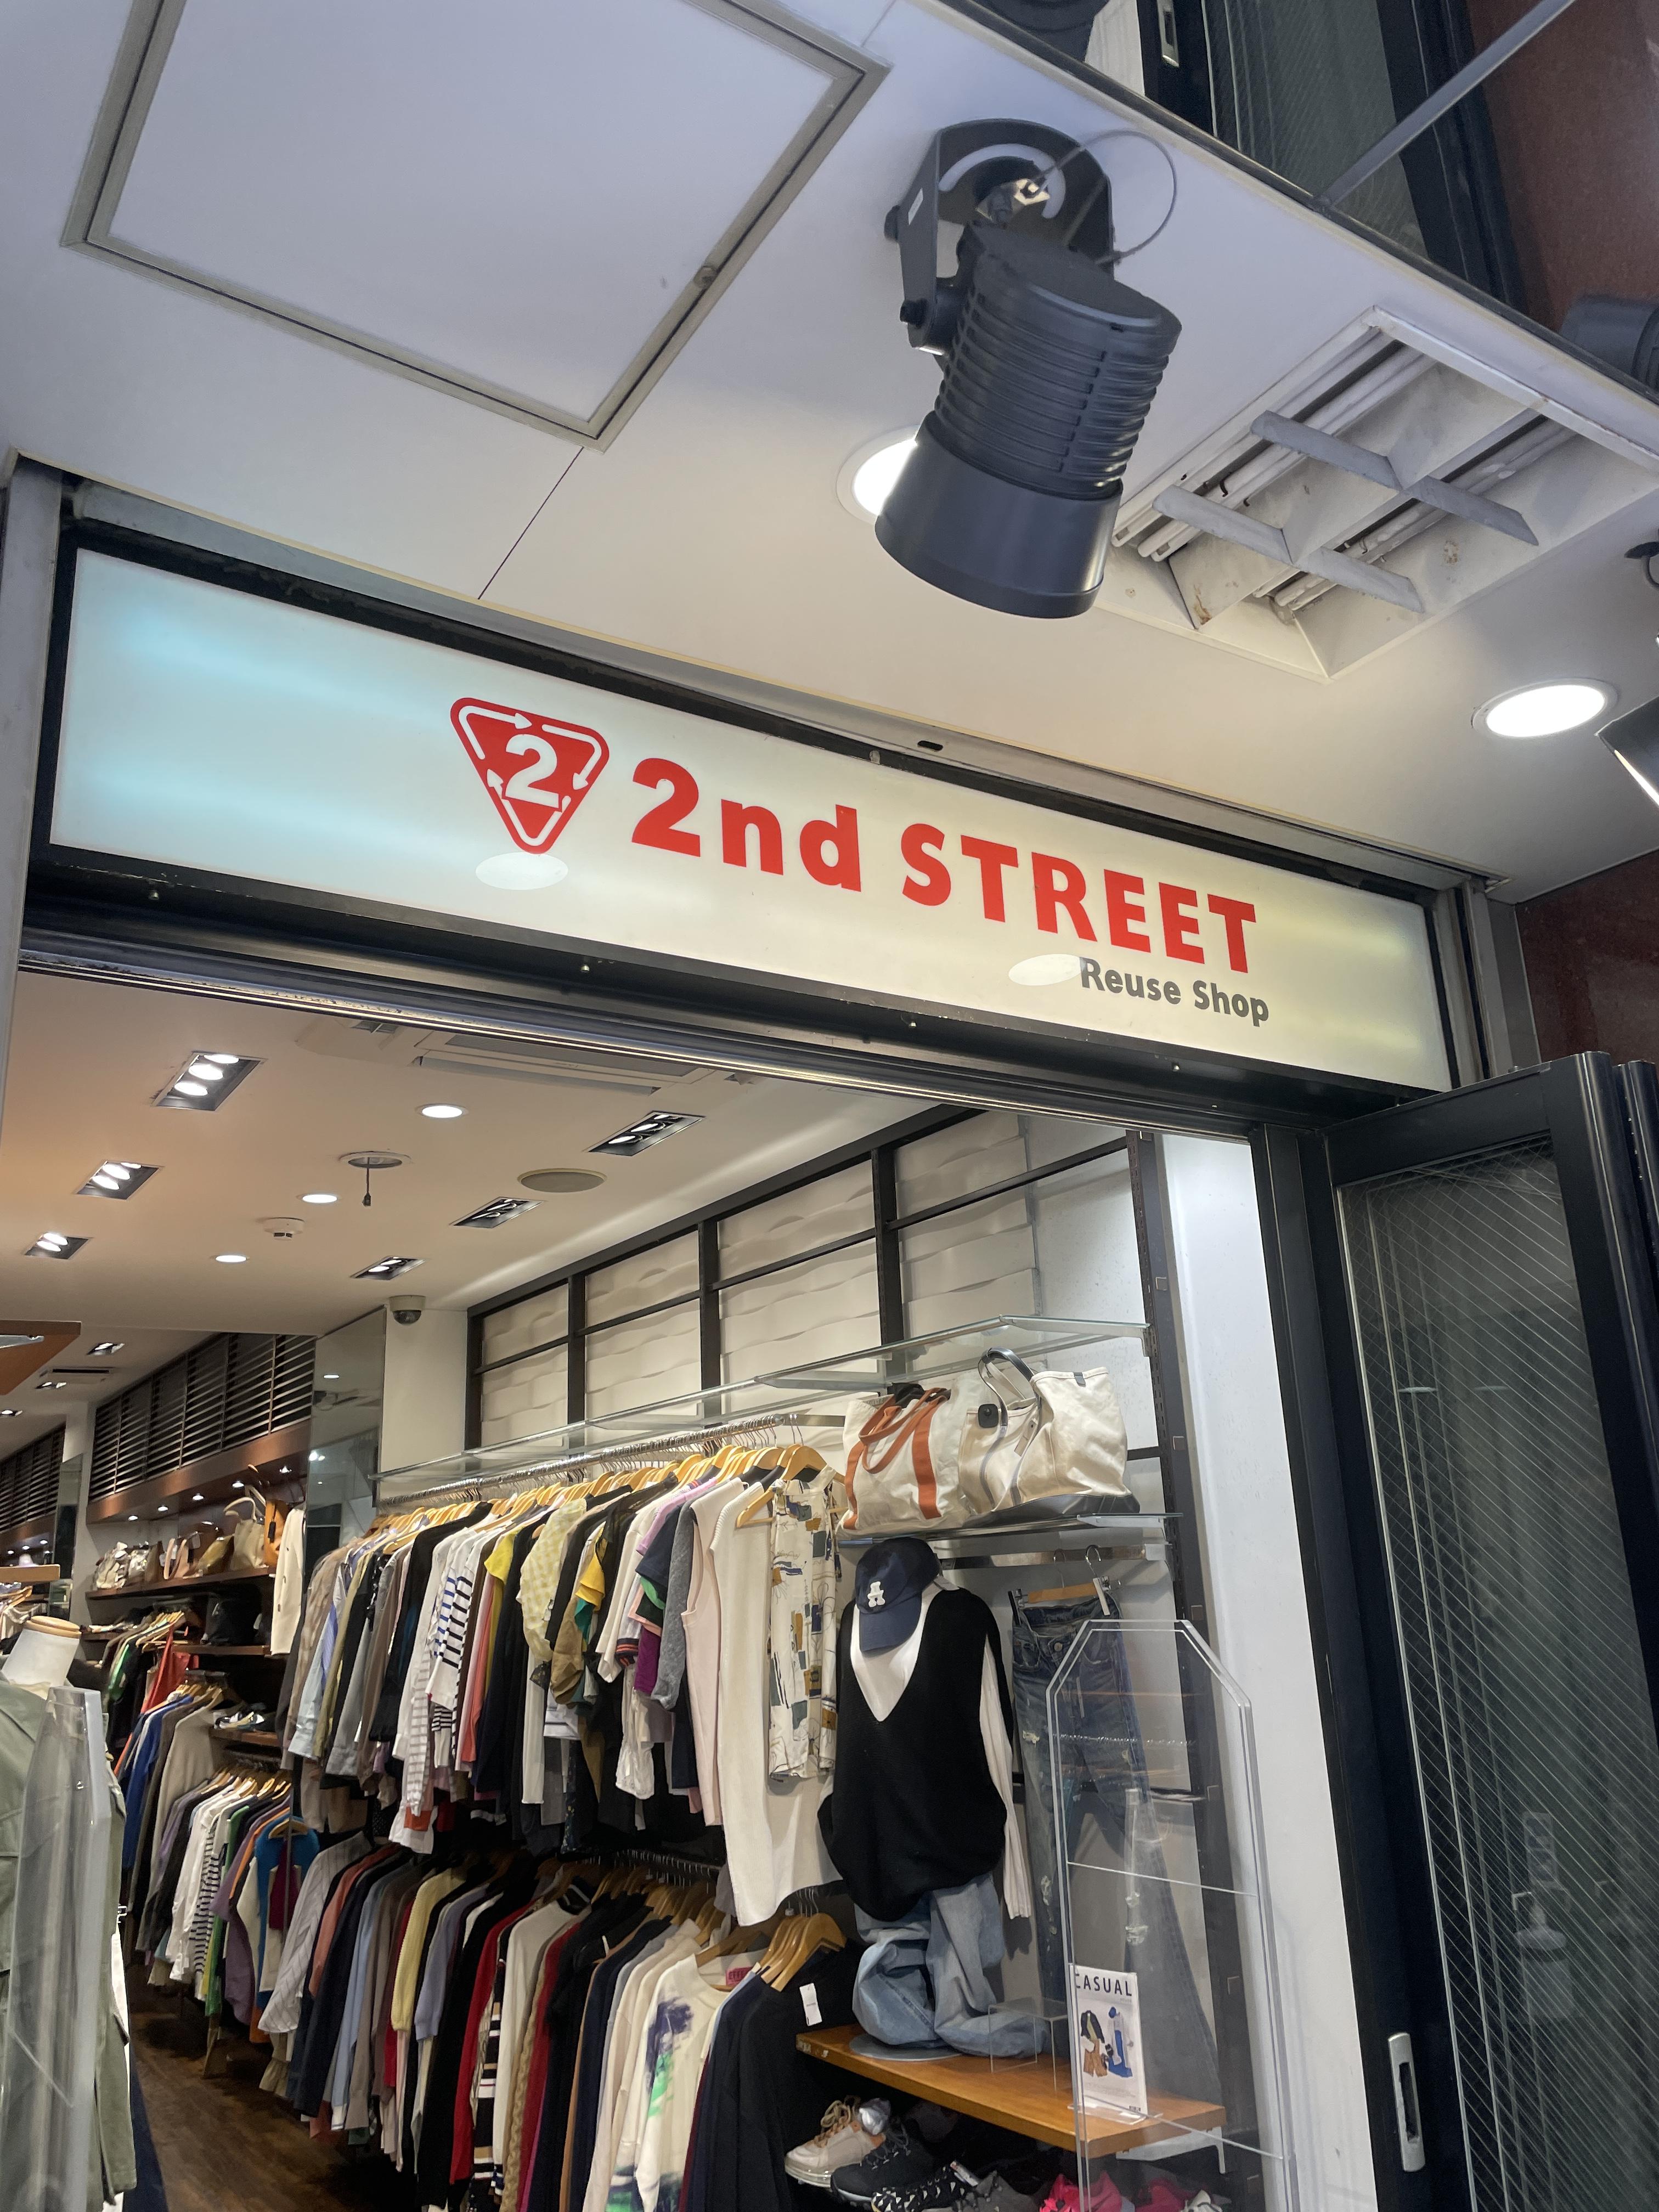 2
2nd STREET
Reuse Shop
CASUAL